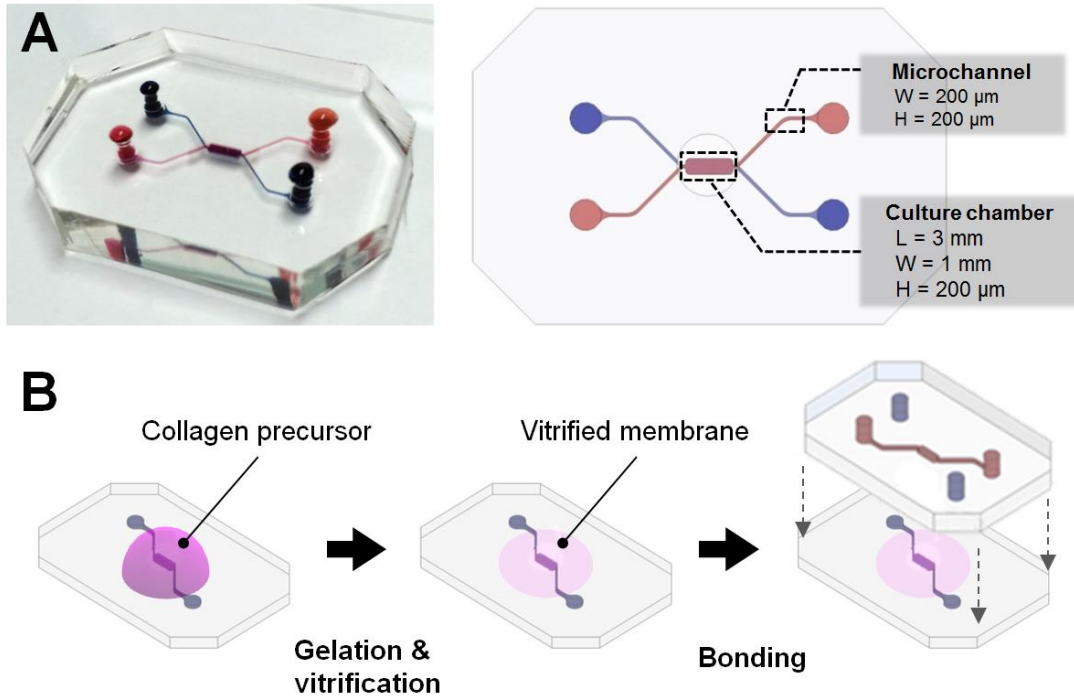 A
Microchannel
W = 200 µm
H = 200 µm
Culture chamber
L = 3 mm
W = 1 mm
H = 200 µm
B
Collagen precursor
Vitrified membrane
Gelation &
vitrification
Bonding